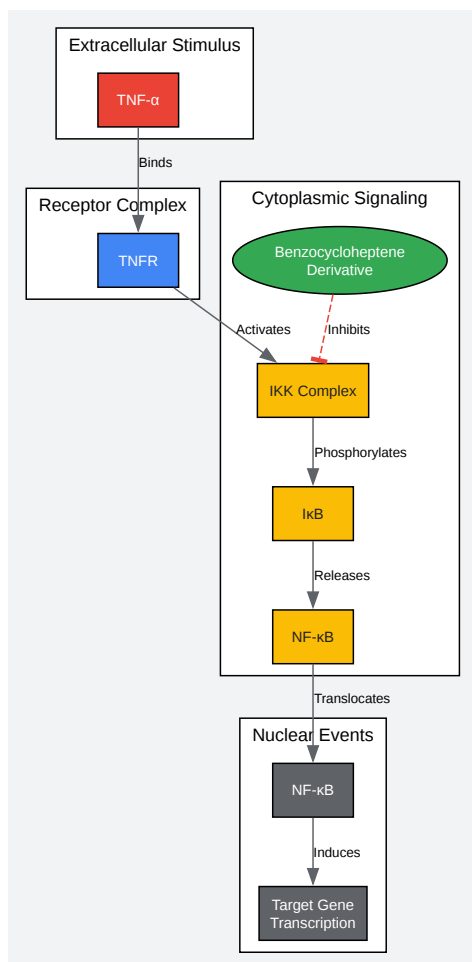 Extracellular Stimulus
TNF-α
Binds
Receptor Complex
TNFR
Cytoplasmic Signaling
Benzocycloheptene
Derivative
Activates
Inhibits
IKK Complex
Phosphorylates
IκB
Releases
NF-κB
Translocates
Nuclear Events
NF-κB
Induces
Target Gene
Transcription